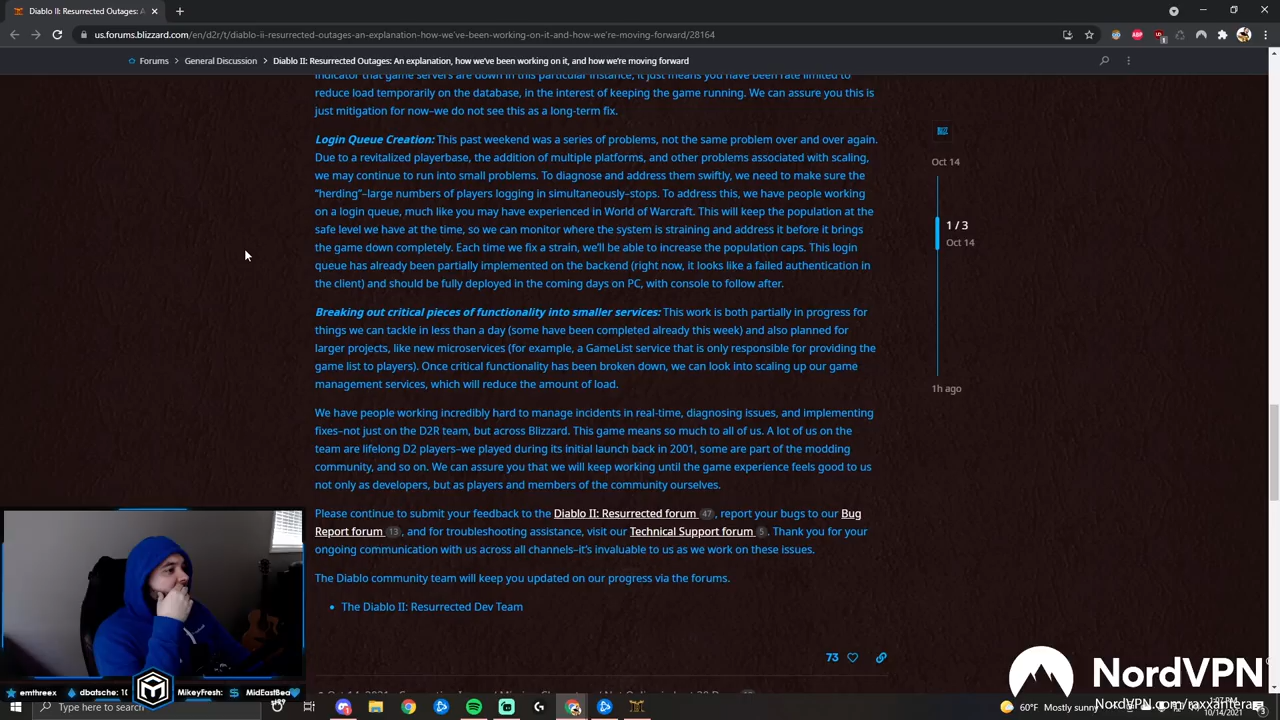 Diablo II: Resurrected Outages: A
us.forums.blizzard.com/en/d2r/t/diablo-ii-resurrected-outages-an-explanation-how-we've-been-working-on-it-and-how-we're-moving-forward/28164
Forums > General Discussion > Diablo II: Resurrected Outages: An explanation, how we've been working on it, and how we're moving forward
indicator that game servers are down in this particular instance, it just means you have been rate limited to
reduce load temporarily on the database, in the interest of keeping the game running. We can assure you this is
just mitigation for now–we do not see this as a long-term fix.
Login Queue Creation: This past weekend was a series of problems, not the same problem over and over again.
Due to a revitalized playerbase, the addition of multiple platforms, and other problems associated with scaling,
we may continue to run into small problems. To diagnose and address them swiftly, we need to make sure the
“herding”–large numbers of players logging in simultaneously–stops. To address this, we have people working
on a login queue, much like you may have experienced in World of Warcraft. This will keep the population at the
safe level we have at the time, so we can monitor where the system is straining and address it before it brings
the game down completely. Each time we fix a strain, we’ll be able to increase the population caps. This login
queue has already been partially implemented on the backend (right now, it looks like a failed authentication in
the client) and should be fully deployed in the coming days on PC, with console to follow after.
Breaking out critical pieces of functionality into smaller services: This work is both partially in progress for
things we can tackle in less than a day (some have been completed already this week) and also planned for
larger projects, like new microservices (for example, a GameList service that is only responsible for providing the
game list to players). Once critical functionality has been broken down, we can look into scaling up our game
management services, which will reduce the amount of load.
We have people working incredibly hard to manage incidents in real-time, diagnosing issues, and implementing
fixes–not just on the D2R team, but across Blizzard. This game means so much to all of us. A lot of us on the
team are lifelong D2 players–we played during its initial launch back in 2001, some are part of the modding
community, and so on. We can assure you that we will keep working until the game experience feels good to us
not only as developers, but as players and members of the community ourselves.
Please continue to submit your feedback to the Diablo II: Resurrected forum 47, report your bugs to our Bug
Report forum 13, and for troubleshooting assistance, visit our Technical Support forum 5. Thank you for your
ongoing communication with us across all channels–it’s invaluable to us as we work on these issues.
The Diablo community team will keep you updated on our progress via the forums.
• The Diablo II: Resurrected Dev Team
73
Oct 14
1 / 3
Oct 14
1h ago
emthreex
dbatsche: 10
MikeyFresh:
MidEastBea
NordVPN
NordVPN.com/
Type here to search
60°F Mostly sunny
1:07 PM
10/14/2021